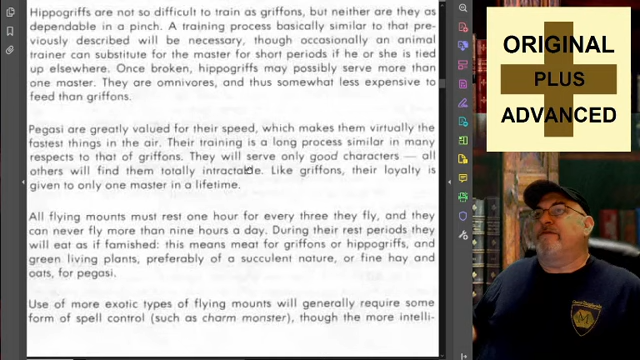 Hippogriffs are not so difficult to train as griffons, but neither are they as
dependable in a pinch. A training process basically similar to that pre-
viously described will be necessary, though occasionally an animal
trainer can substitute for the master for short periods if he or she is tied
up elsewhere. Once broken, hippogriffs may possibly serve more than
one master. They are omnivores, and thus somewhat less expensive to
feed than griffons.
Pegasi are greatly valued for their speed, which makes them virtually the
fastest things in the air. Their training is a long process similar in many
respects to that of griffons. They will serve only good characters — all
others will find them totally intractable. Like griffons, their loyalty is
given to only one master in a lifetime.
All flying mounts must rest one hour for every three they fly, and they
can never fly more than nine hours a day. During their rest periods they
will eat as if famished: this means meat for griffons or hippogriffs, and
green living plants, preferably of a succulent nature, or fine hay and
oats, for pegasi.
Use of more exotic types of flying mounts will generally require some
form of spell control (such as charm monster), though the more intelli-
ORIGINAL
PLUS
ADVANCED